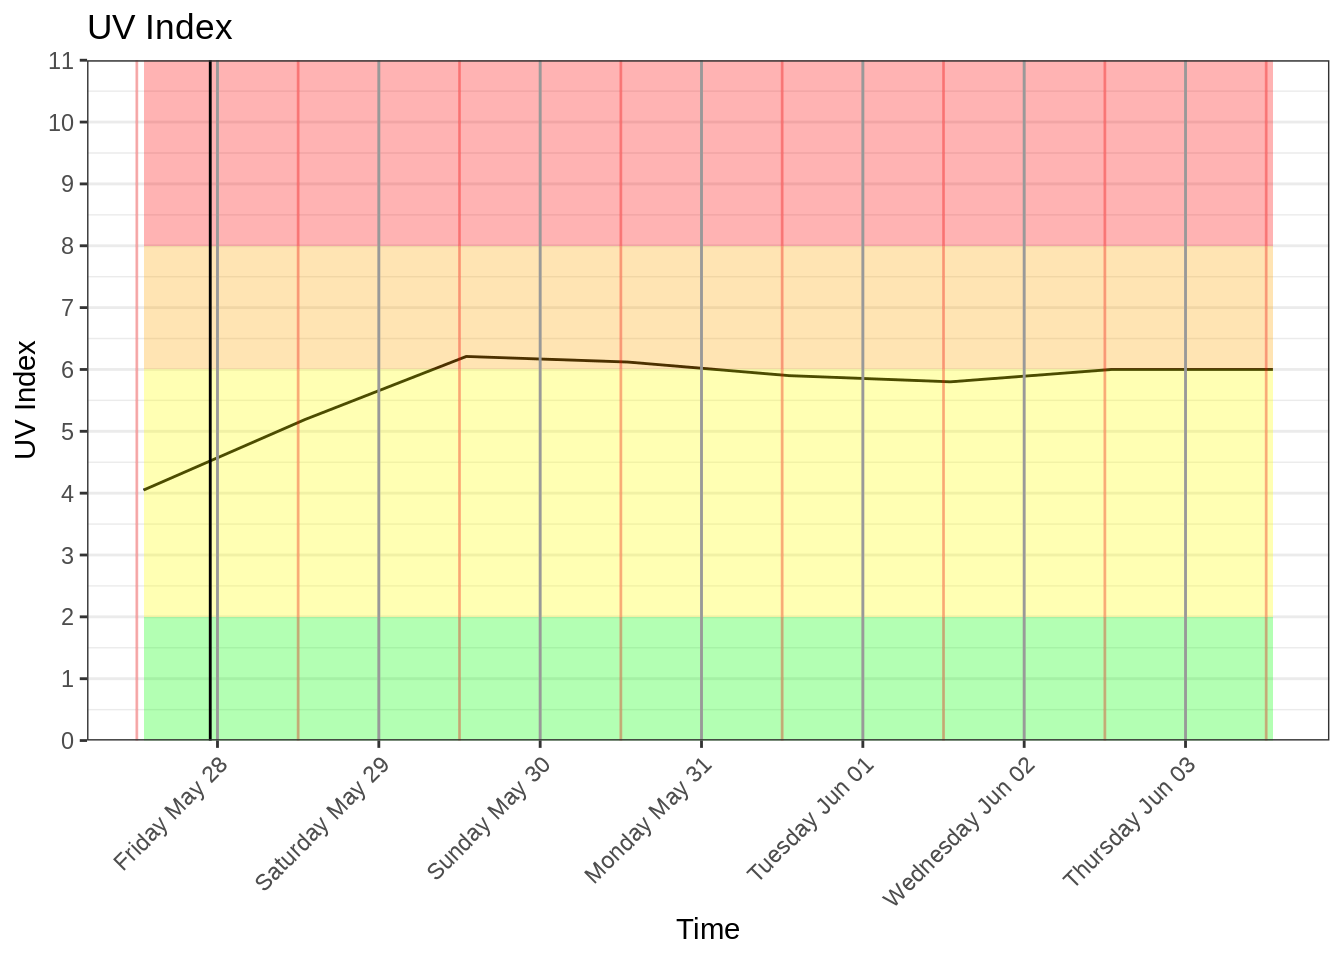 UV Index
11
10
9
8
7
6
5
4
3
2
1
0
UV Index
Friday May 28
Saturday May 29
Sunday May 30
Monday May 31
Tuesday Jun 01
Wednesday Jun 02
Thursday Jun 03
Time